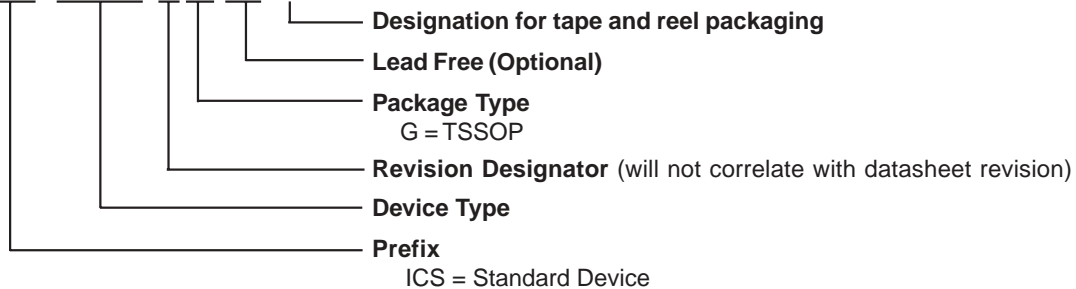 Designation for tape and reel packaging
Lead Free (Optional)
Package Type
G = TSSOP
Revision Designator (will not correlate with datasheet revision)
Device Type
Prefix
ICS = Standard Device